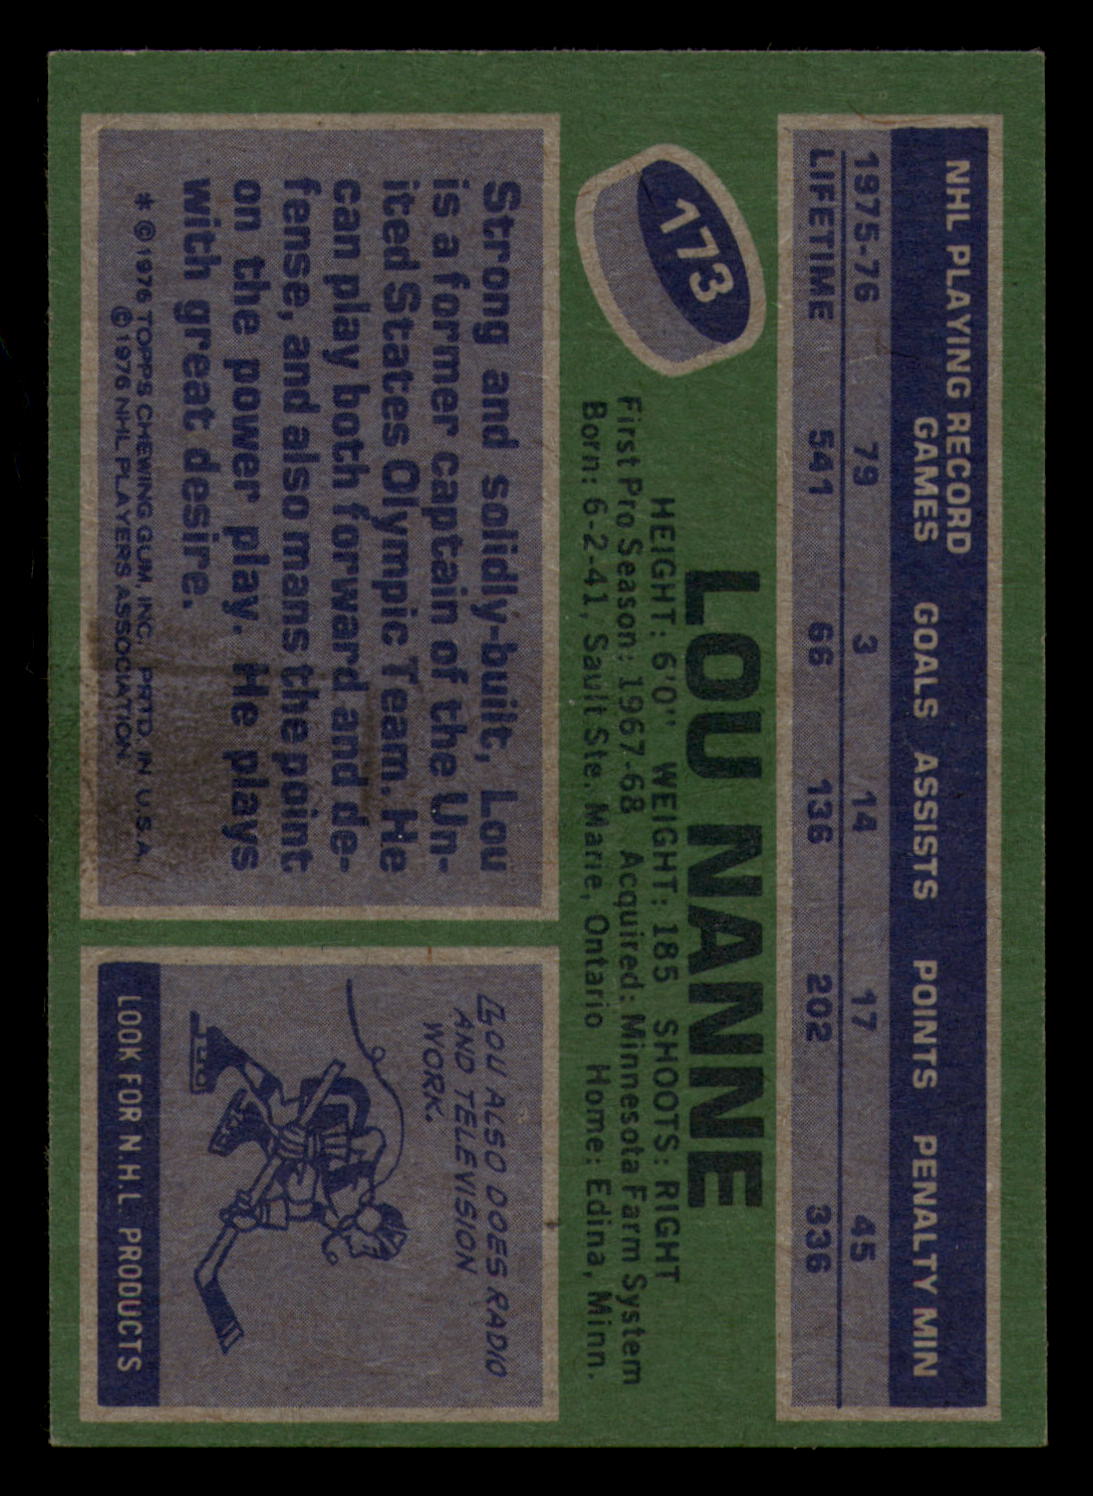 NHL PLAYING RECORD
GAMES GOALS ASSISTS POINTS PENALTY MIN
1975-76 79 3 14 17 45
LIFETIME 541 66 136 202 336
173
LOU NANNE
HEIGHT: 6'0" WEIGHT: 185 SHOOTS: RIGHT
First Pro Season: 1967-68 Acquired: Minnesota Farm System
Born: 6-2-41, Sault Ste. Marie, Ontario Home: Edina, Minn.
Strong and solidly-built, Lou
is a former captain of the Un-
ited States Olympic Team. He
can play both forward and de-
fense, and also mans the point
on the power play. He plays
with great desire.
* © 1976 TOPPS CHEWING GUM, INC. PRTD. IN U.S.A.
© 1976 NHL PLAYERS ASSOCIATION.
LOU ALSO DOES RADIO
AND TELEVISION
WORK.
LOOK FOR N.H.L. PRODUCTS